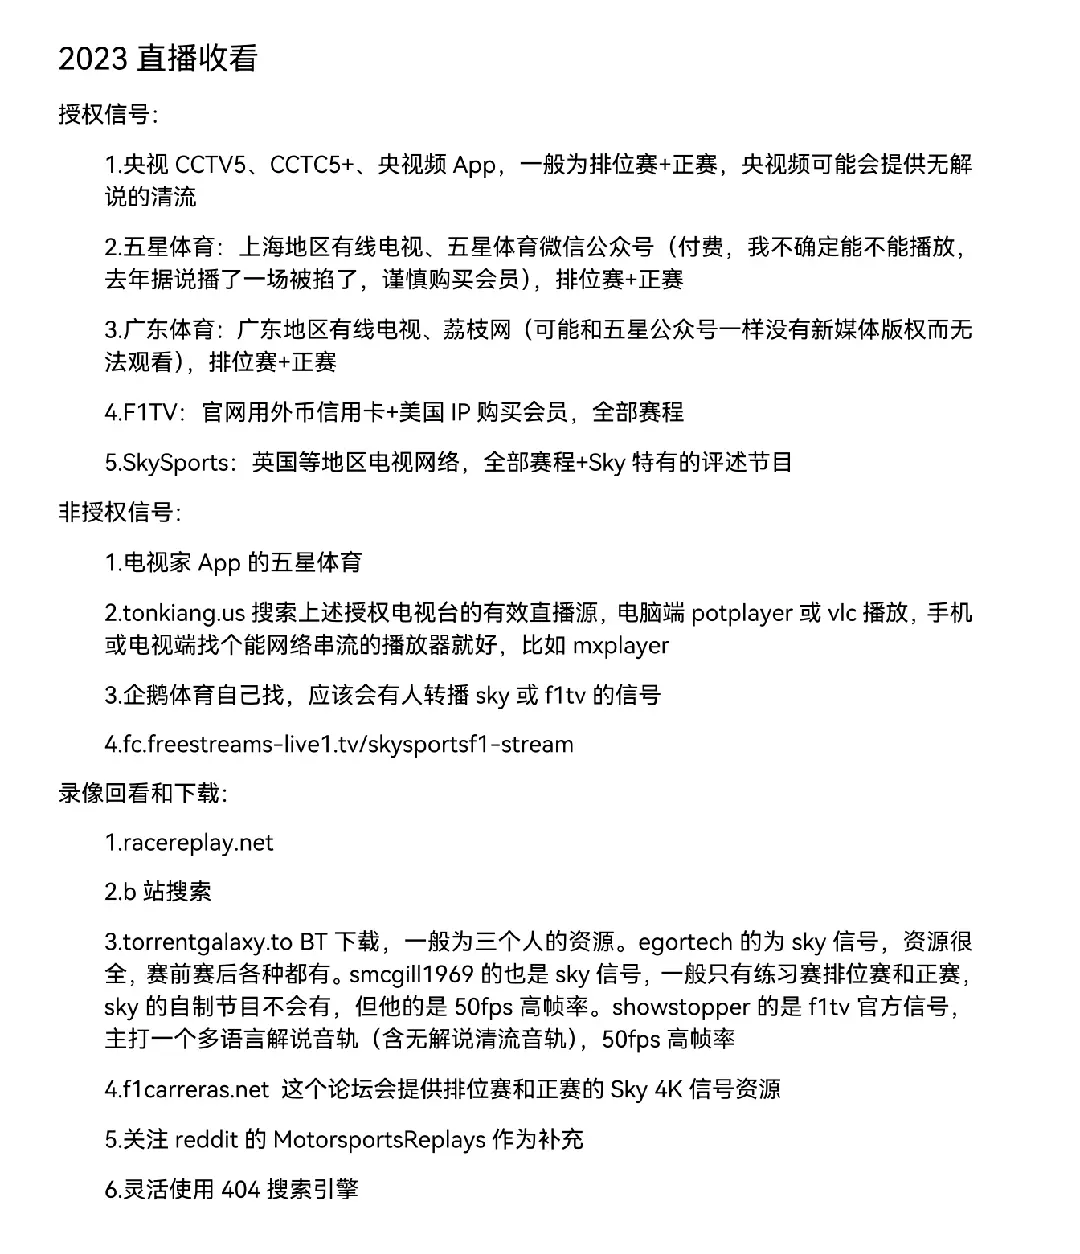 2023 直播收看
授权信号：
1.央视 CCTV5、CCTC5+、央视频 App，一般为排位赛+正赛，央视频可能会提供无解
说的清流
2.五星体育：上海地区有线电视、五星体育微信公众号（付费，我不确定能不能播放，
去年据说播了一场被掐了，谨慎购买会员），排位赛+正赛
3.广东体育：广东地区有线电视、荔枝网（可能和五星公众号一样没有新媒体版权而无
法观看），排位赛+正赛
4.F1TV：官网用外币信用卡+美国 IP 购买会员，全部赛程
5.SkySports：英国等地区电视网络，全部赛程+Sky 特有的评述节目
非授权信号：
1.电视家 App 的五星体育
2.tonkiang.us 搜索上述授权电视台的有效直播源，电脑端 potplayer 或 vlc 播放，手机
或电视端找个能网络串流的播放器就好，比如 mxplayer
3.企鹅体育自己找，应该会有人转播 sky 或 f1tv 的信号
4.fc.freestreams-live1.tv/skysportsf1-stream
录像回看和下载：
1.racereplay.net
2.b 站搜索
3.torrentgalaxy.to BT 下载，一般为三个人的资源。egortech 的为 sky 信号，资源很
全，赛前赛后各种都有。smcgill1969 的也是 sky 信号，一般只有练习赛排位赛和正赛，
sky 的自制节目不会有，但他的是 50fps 高帧率。showstopper 的是 f1tv 官方信号，
主打一个多语言解说音轨（含无解说清流音轨），50fps 高帧率
4.f1carreras.net 这个论坛会提供排位赛和正赛的 Sky 4K 信号资源
5.关注 reddit 的 MotorsportsReplays 作为补充
6.灵活使用 404 搜索引擎